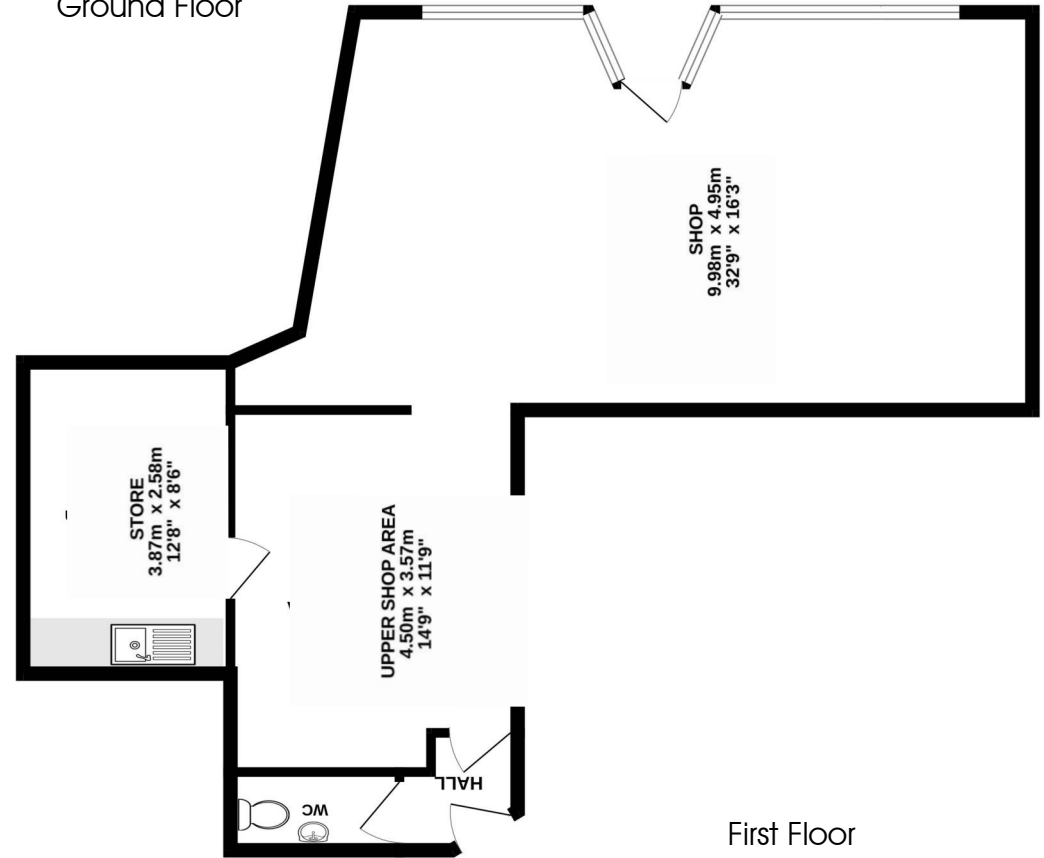 Ground Floor
SHOP
9.98m x 4.95m
32'9" x 16'3"
STORE
3.87m x 2.58m
12'8" x 8'6"
UPPER SHOP AREA
4.50m x 3.57m
14'9" x 11'9"
HALL
WC
First Floor